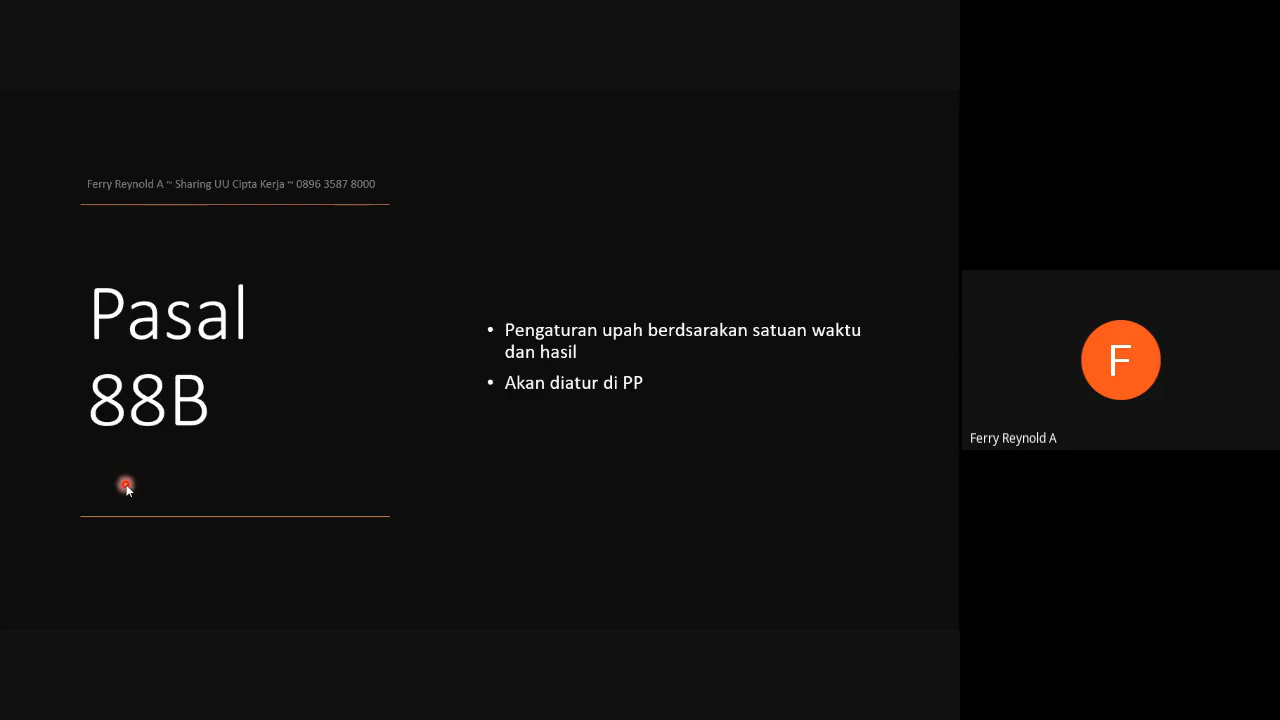 Ferry Reynold A ~ Sharing UU Cipta Kerja ~ 0896 3587 8000
Pasal
88B
• Pengaturan upah berdsarakan satuan waktu
dan hasil
• Akan diatur di PP
F
Ferry Reynold A